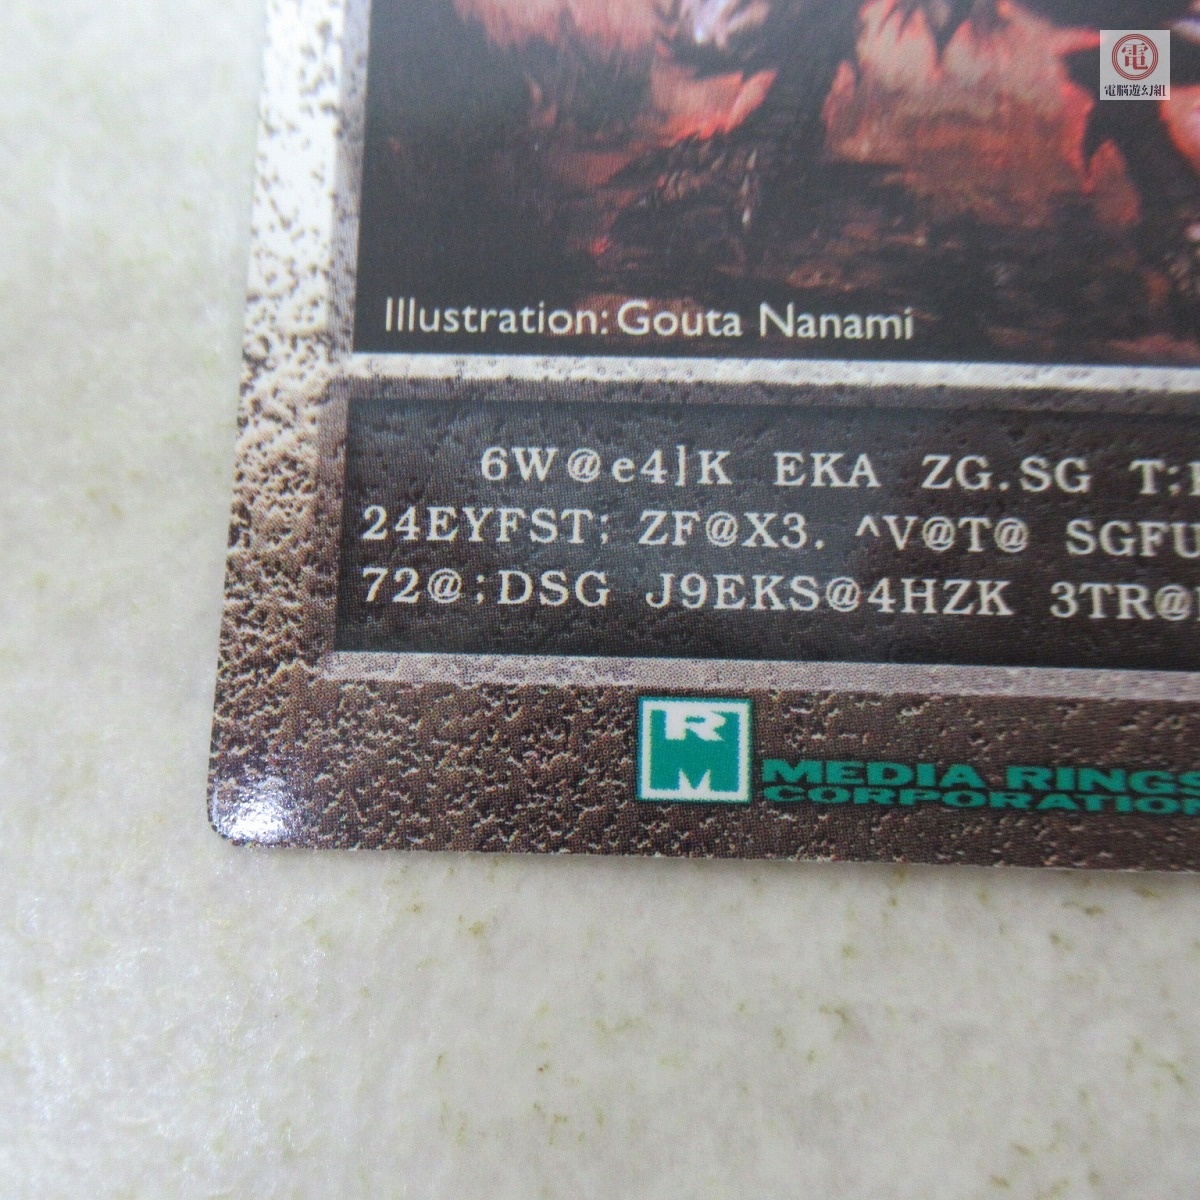 電
電脳遊幻組
Illustration: Gouta Nanami
6W@e4]K EKA ZG.SG T;
24EYFST; ZF@X3. ^V@T@ SGFU
72@;DSG J9EKS@4HZK 3TR@
RM
MEDIA RINGS
CORPORATION